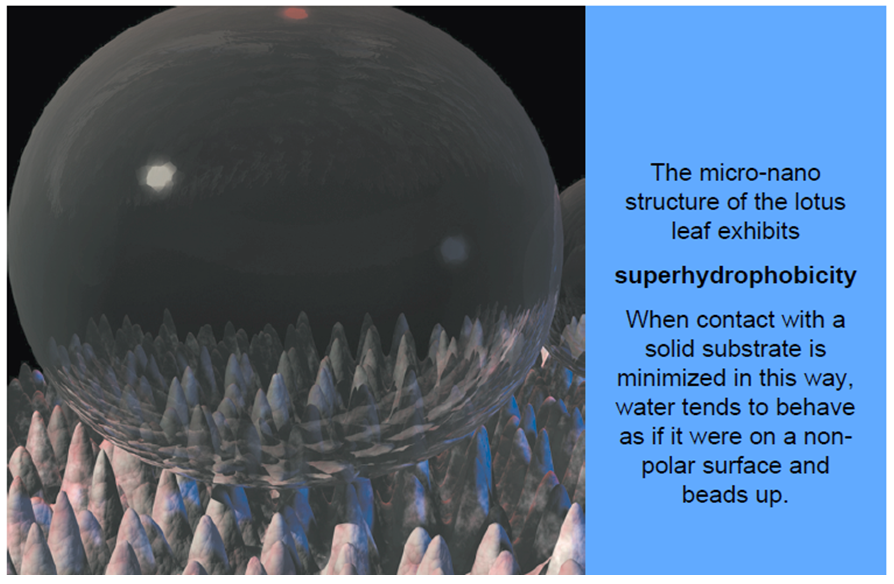 The micro-nano
structure of the lotus
leaf exhibits
superhydrophobicity
When contact with a
solid substrate is
minimized in this way,
water tends to behave
as if it were on a non-
polar surface and
beads up.